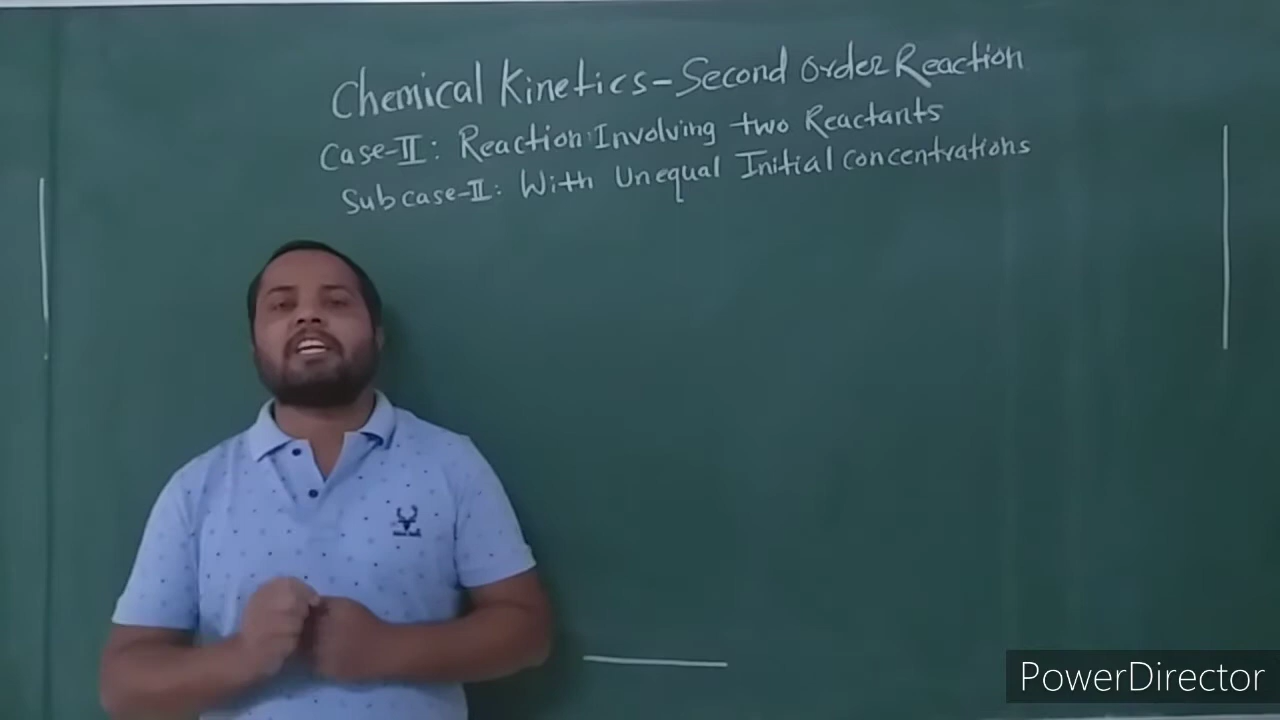 Chemical Kinetics-Second Order Reaction
Case-II: Reaction Involving two Reactants
Subcase-II: With Unequal Initial concentrations
PowerDirector